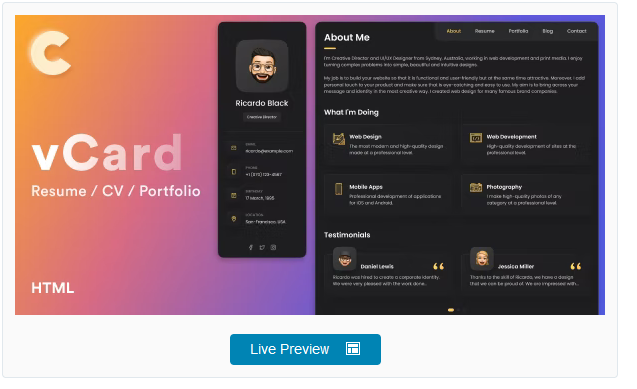 C
vCard
Resume / CV / Portfolio
HTML
Ricardo Black
Creative Director
EMAIL
ricardo@example.com
PHONE
+1 (970) 123-4567
BIRTHDAY
17 March, 1995
LOCATION
San-Francisco, USA
About
Resume
Portfolio
Blog
Contact
About Me
I'm Creative Director and UI/UX Designer from Sydney, Australia, working in web development and print media. I enjoy
turning complex problems into simple, beautiful and intuitive designs.
My job is to build your website so that it is functional and user-friendly but at the same time attractive. Moreover, I add
personal touch to your product and make sure that is eye-catching and easy to use. My aim is to bring across your
message and identity in the most creative way. I created web design for many famous brand companies.
What I'm Doing
Web Design
The most modern and high-quality design
made at a professional level.
Web Development
High-quality development of sites at the
professional level.
Mobile Apps
Professional development of applications
for iOS and Android.
Photography
I make high-quality photos of any
category at a professional level.
Testimonials
Daniel Lewis
Ricardo was hired to create a corporate identity.
We were very pleased with the work done...
Jessica Miller
Thanks to the skill of Ricardo, we have a design
that we can be proud of. We are impressed with...
Live Preview